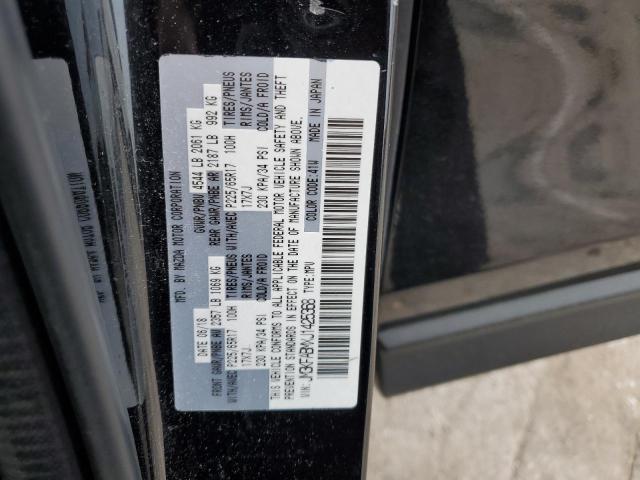 MFD. BY MAZDA MOTOR CORPORATION
DATE 06/18 GVWR/PNBV 4544 LB 2061 KG
FRONT GAWR/PNBE AV 2357 LB 1069 KG REAR GAWR/PNBE AR 2187 LB 992 KG
WITH/AVEC TIRES/PNEUS WITH/AVEC TIRES/PNEUS
P225/65R17 100H P225/65R17 100H
RIMS/JANTES RIMS/JANTES
17X7J 17X7J
COLD/A FROID COLD/A FROID
230 KPA/34 PSI 230 KPA/34 PSI
THIS VEHICLE CONFORMS TO ALL APPLICABLE FEDERAL MOTOR VEHICLE SAFETY AND THEFT
PREVENTION STANDARDS IN EFFECT ON THE DATE OF MANUFACTURE SHOWN ABOVE.
VIN: TYPE:MPV COLOR CODE:41W MADE IN JAPAN